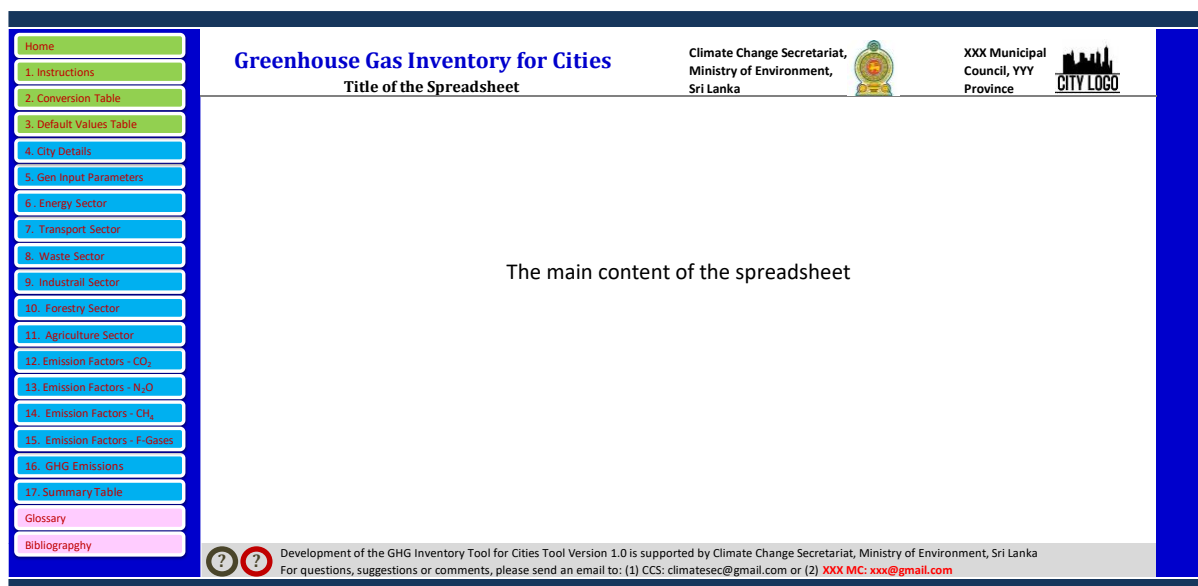 Home
1. Instructions
2. Conversion Table
3. Default Values Table
4. City Details
5. Gen Input Parameters
6 . Energy Sector
7. Transport Sector
8. Waste Sector
9. Industrail Sector
10. Forestry Sector
11. Agriculture Sector
12. Emission Factors - CO₂
13. Emission Factors - N₂O
14. Emission Factors - CH₄
15. Emission Factors - F-Gases
16. GHG Emissions
17. Summary Table
Glossary
Bibliograpghy
Greenhouse Gas Inventory for Cities
Title of the Spreadsheet
Climate Change Secretariat,
Ministry of Environment,
Sri Lanka
XXX Municipal
Council, YYY
Province
CITY LOGO
The main content of the spreadsheet
? ?
Development of the GHG Inventory Tool for Cities Tool Version 1.0 is supported by Climate Change Secretariat, Ministry of Environment, Sri Lanka
For questions, suggestions or comments, please send an email to: (1) CCS: climatesec@gmail.com or (2) XXX MC: xxx@gmail.com